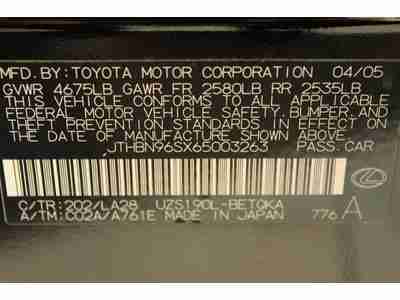 MFD. BY: TOYOTA MOTOR CORPORATION 04/05
GVWR 4675LB GAWR FR 2580LB RR 2535LB
THIS VEHICLE CONFORMS TO ALL APPLICABLE
FEDERAL MOTOR VEHICLE SAFETY, BUMPER, AND
THEFT PREVENTION STANDARDS IN EFFECT ON
THE DATE OF MANUFACTURE SHOWN ABOVE.
JTHBN96SX65003263 PASS.CAR
C/TR:202/LA28 UZS190L-BETQKA
A/TM:C02A/A761E MADE IN JAPAN 776 A